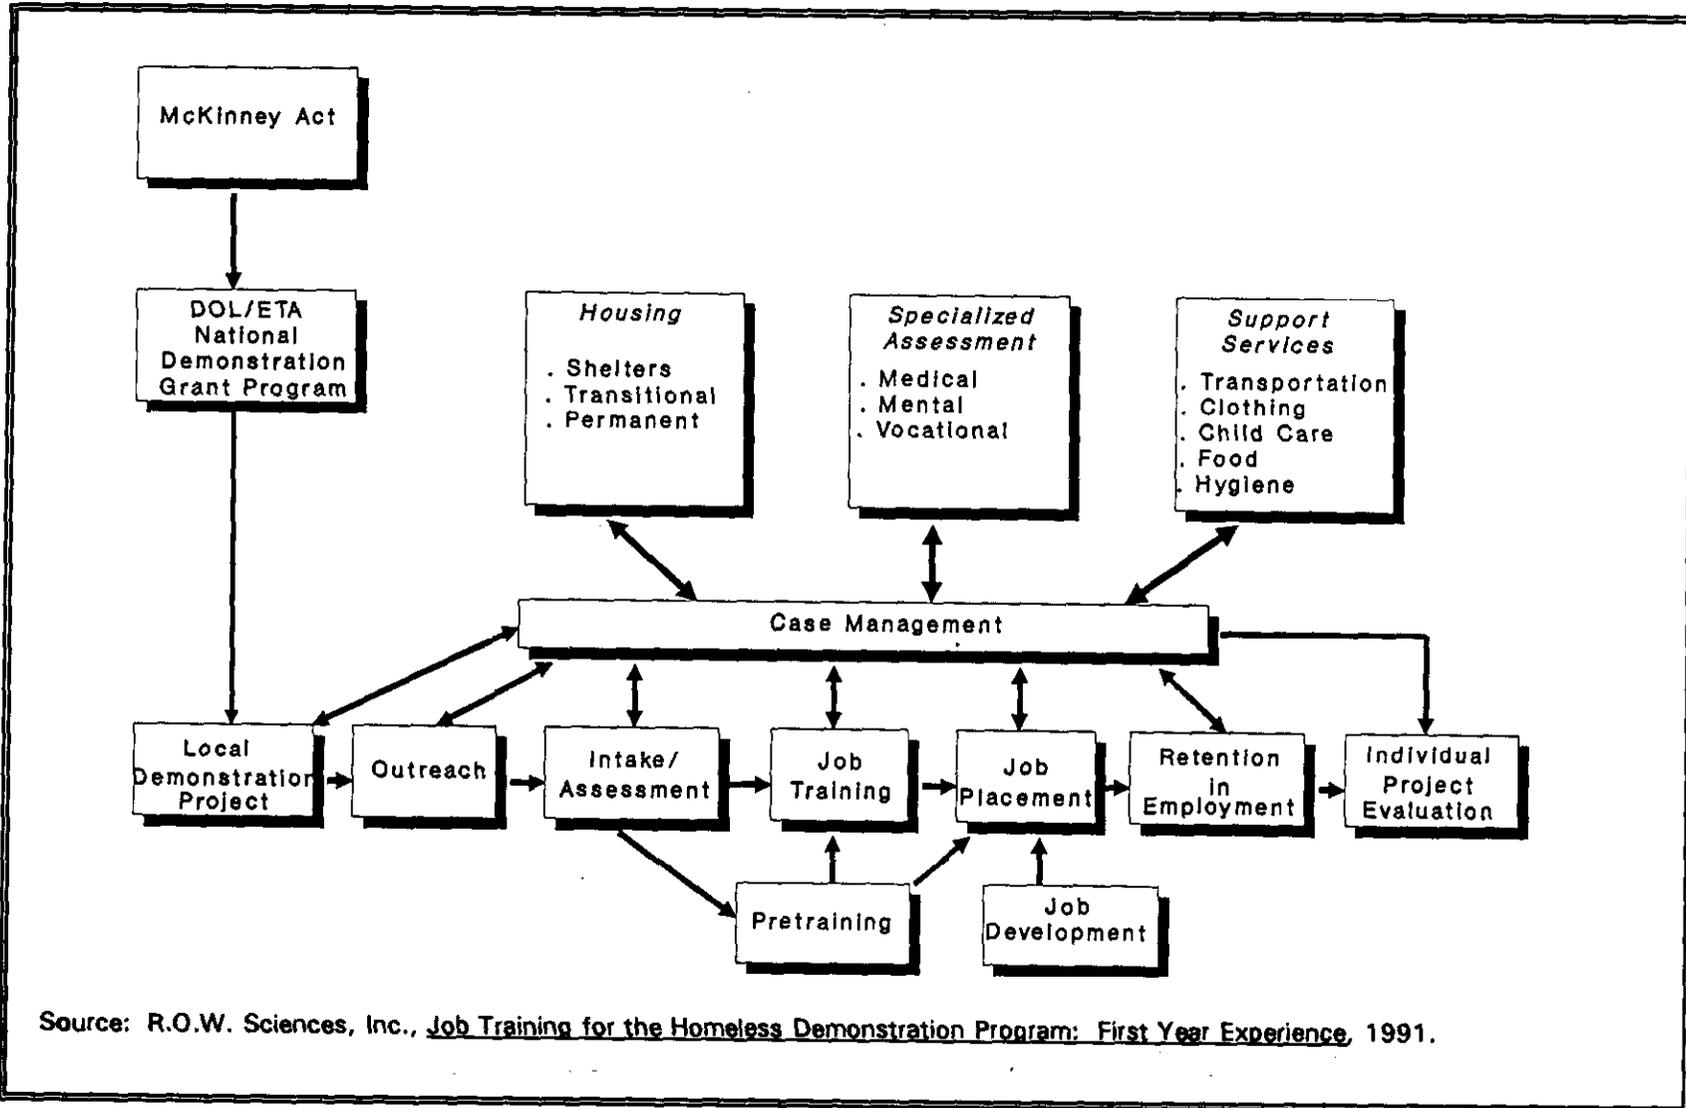 McKinney Act
DOL/ETA
National
Demonstration
Grant Program
Housing
. Shelters
. Transitional
. Permanent
Specialized
Assessment
. Medical
. Mental
. Vocational
Support
Services
. Transportation
. Clothing
. Child Care
. Food
. Hygiene
Case Management
Local
Demonstration
Project
Outreach
Intake/
Assessment
Job
Training
Job
Placement
Retention
in
Employment
Individual
Project
Evaluation
Pretraining
Job
Development
Source: R.O.W. Sciences, Inc., Job Training for the Homeless Demonstration Program: First Year Experience, 1991.